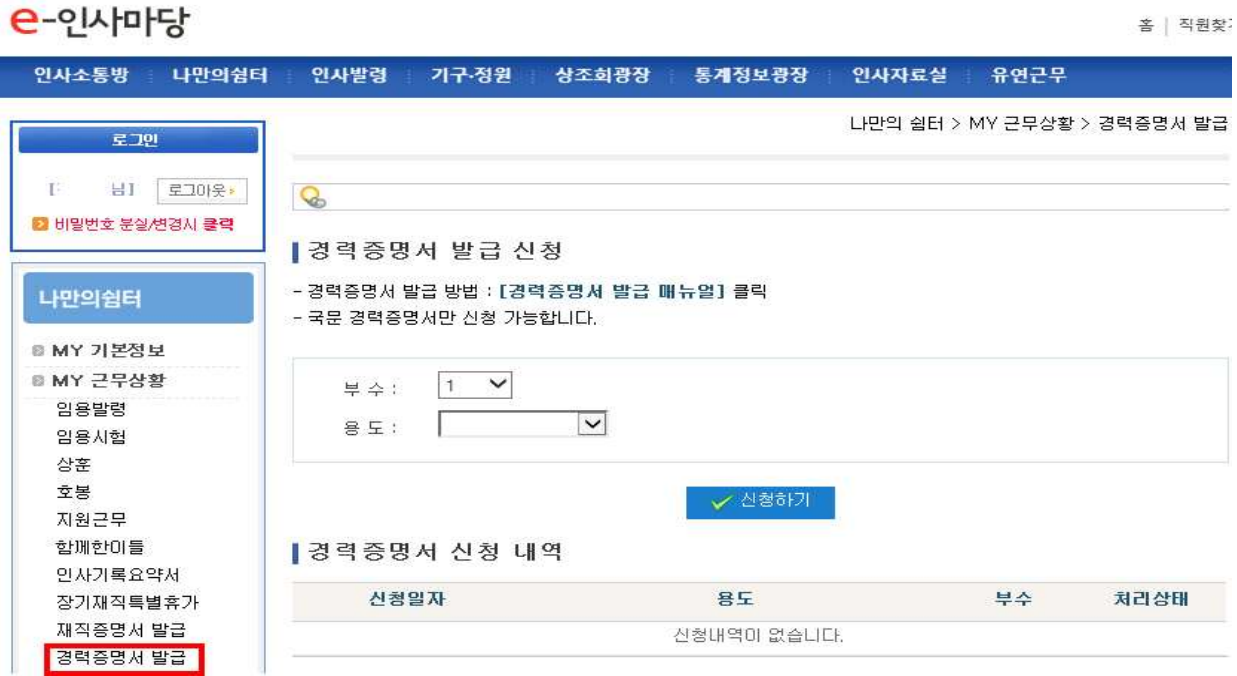 e-인사마당
홈 | 직원찾기
인사소통방 나만의쉼터 인사발령 기구·정원 상조회광장 통계정보광장 인사자료실 유연근무
나만의 쉼터 > MY 근무상황 > 경력증명서 발급
로그인
님] 로그아웃
비밀번호 분실/변경시 클릭
경력증명서 발급 신청
- 경력증명서 발급 방법 : [경력증명서 발급 매뉴얼] 클릭
- 국문 경력증명서만 신청 가능합니다.
나만의쉼터
MY 기본정보
MY 근무상황
임용발령
임용시험
상훈
호봉
지원근무
함께한이들
인사기록요약서
장기재직특별휴가
재직증명서 발급
경력증명서 발급
부 수 : 1
용 도 :
신청하기
경력증명서 신청 내역
신청일자 용도 부수 처리상태
신청내역이 없습니다.